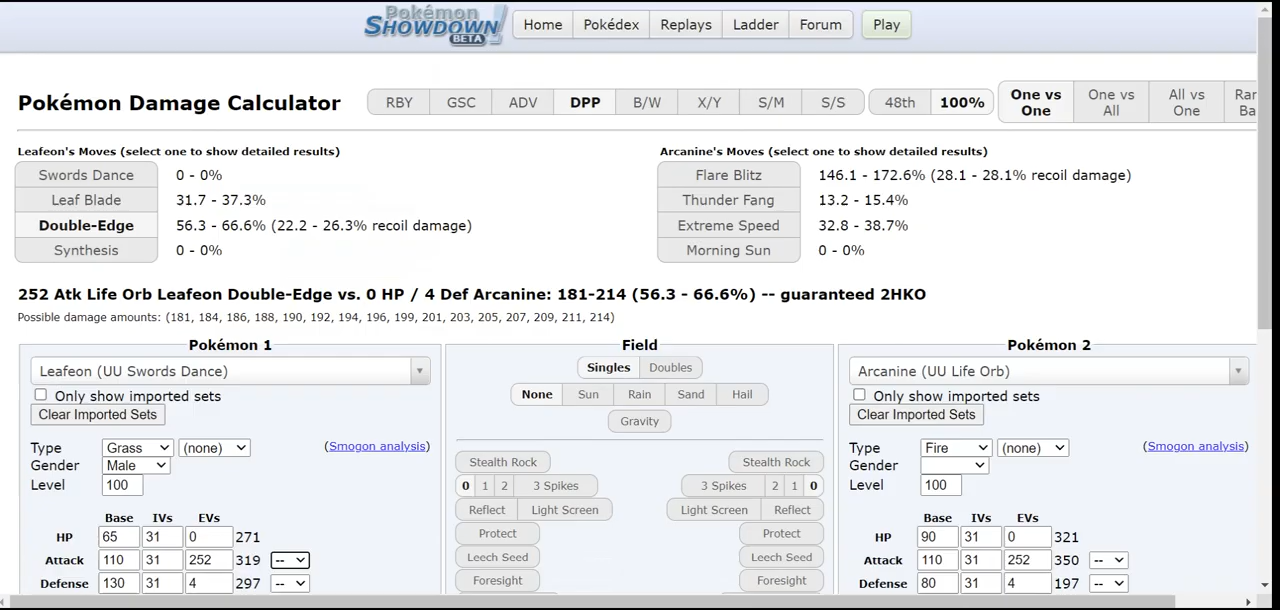 Pokémon SHOWDOWN! BETA
Home Pokédex Replays Ladder Forum Play
Pokémon Damage Calculator RBY GSC ADV DPP B/W X/Y S/M S/S 48th 100% One vs One One vs All All vs One
Leafeon's Moves (select one to show detailed results)
Swords Dance 0 - 0%
Leaf Blade 31.7 - 37.3%
Double-Edge 56.3 - 66.6% (22.2 - 26.3% recoil damage)
Synthesis 0 - 0%
Arcanine's Moves (select one to show detailed results)
Flare Blitz 146.1 - 172.6% (28.1 - 28.1% recoil damage)
Thunder Fang 13.2 - 15.4%
Extreme Speed 32.8 - 38.7%
Morning Sun 0 - 0%
252 Atk Life Orb Leafeon Double-Edge vs. 0 HP / 4 Def Arcanine: 181-214 (56.3 - 66.6%) -- guaranteed 2HKO
Possible damage amounts: (181, 184, 186, 188, 190, 192, 194, 196, 199, 201, 203, 205, 207, 209, 211, 214)
Pokémon 1
Leafeon (UU Swords Dance)
Only show imported sets
Clear Imported Sets
Type Grass (none) (Smogon analysis)
Gender Male
Level 100
Base IVs EVs
HP 65 31 0 271
Attack 110 31 252 319 --
Defense 130 31 4 297 --
Field
Singles Doubles
None Sun Rain Sand Hail
Gravity
Stealth Rock Stealth Rock
0 1 2 3 Spikes 3 Spikes 2 1 0
Reflect Light Screen Light Screen Reflect
Protect Protect
Leech Seed Leech Seed
Foresight Foresight
Pokémon 2
Arcanine (UU Life Orb)
Only show imported sets
Clear Imported Sets
Type Fire (none) (Smogon analysis)
Gender
Level 100
Base IVs EVs
HP 90 31 0 321
Attack 110 31 252 350 --
Defense 80 31 4 197 --